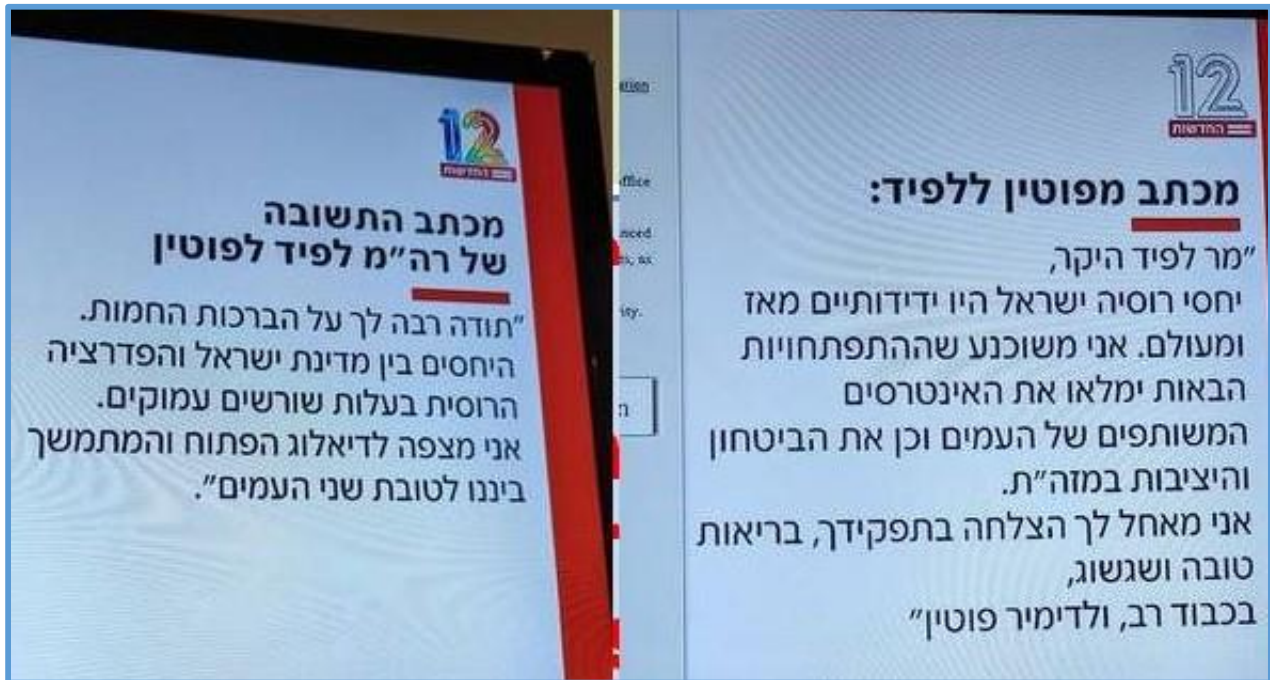 12
החדשות
מכתב מפוטין ללפיד:
"מר לפיד היקר,
יחסי רוסיה ישראל היו ידידותיים מאז
ומעולם. אני משוכנע שההתפתחויות
הבאות ימלאו את האינטרסים
המשותפים של העמים וכן את הביטחון
והיציבות במזה"ת.
אני מאחל לך הצלחה בתפקידך, בריאות
טובה ושגשוג,
בכבוד רב, ולדימיר פוטין"
12
החדשות
מכתב התשובה
של רה"מ לפיד לפוטין
"תודה רבה לך על הברכות החמות.
היחסים בין מדינת ישראל והפדרציה
הרוסית בעלות שורשים עמוקים.
אני מצפה לדיאלוג הפתוח והמתמשך
ביננו לטובת שני העמים".